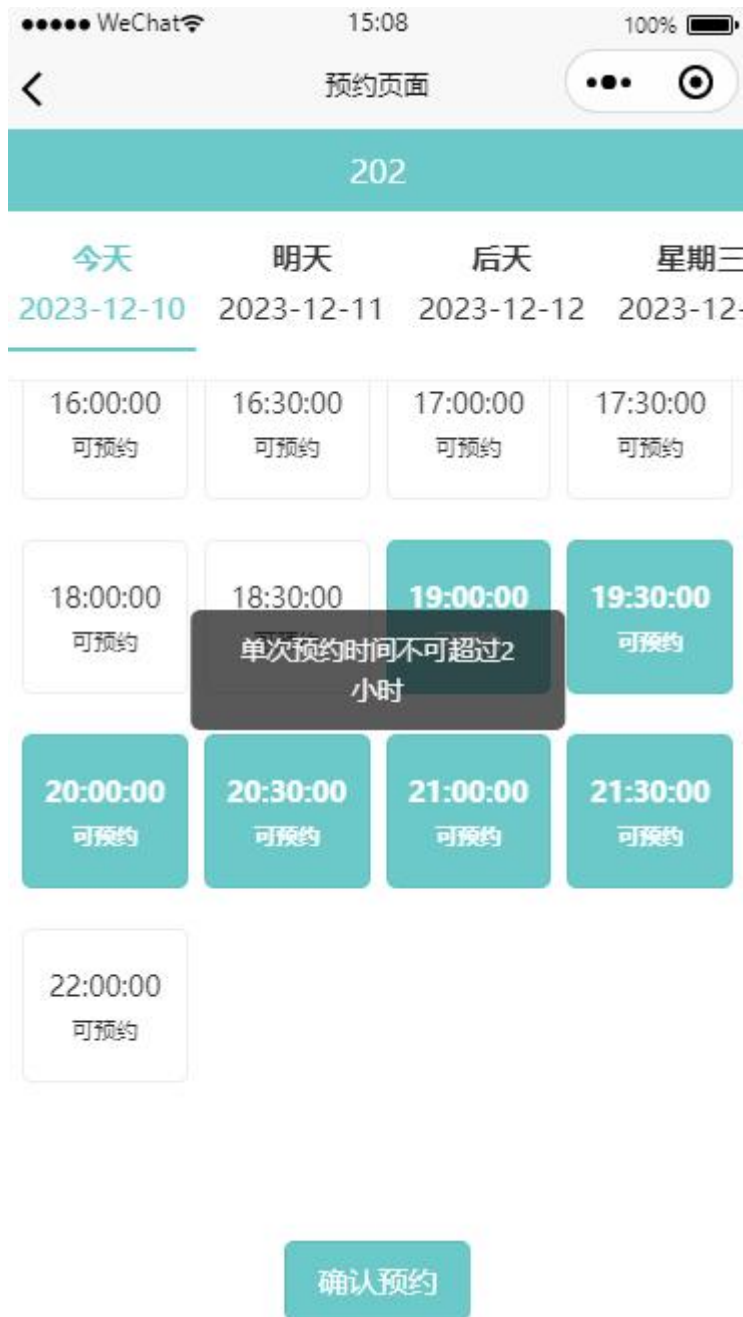 WeChat 15:08 100%
预约页面
202
今天 明天 后天 星期三
2023-12-10 2023-12-11 2023-12-12 2023-12-
16:00:00 16:30:00 17:00:00 17:30:00
可预约 可预约 可预约 可预约
18:00:00 18:30:00 19:00:00 19:30:00
可预约 可预约
单次预约时间不可超过2
小时
20:00:00 20:30:00 21:00:00 21:30:00
可预约 可预约 可预约 可预约
22:00:00
可预约
确认预约